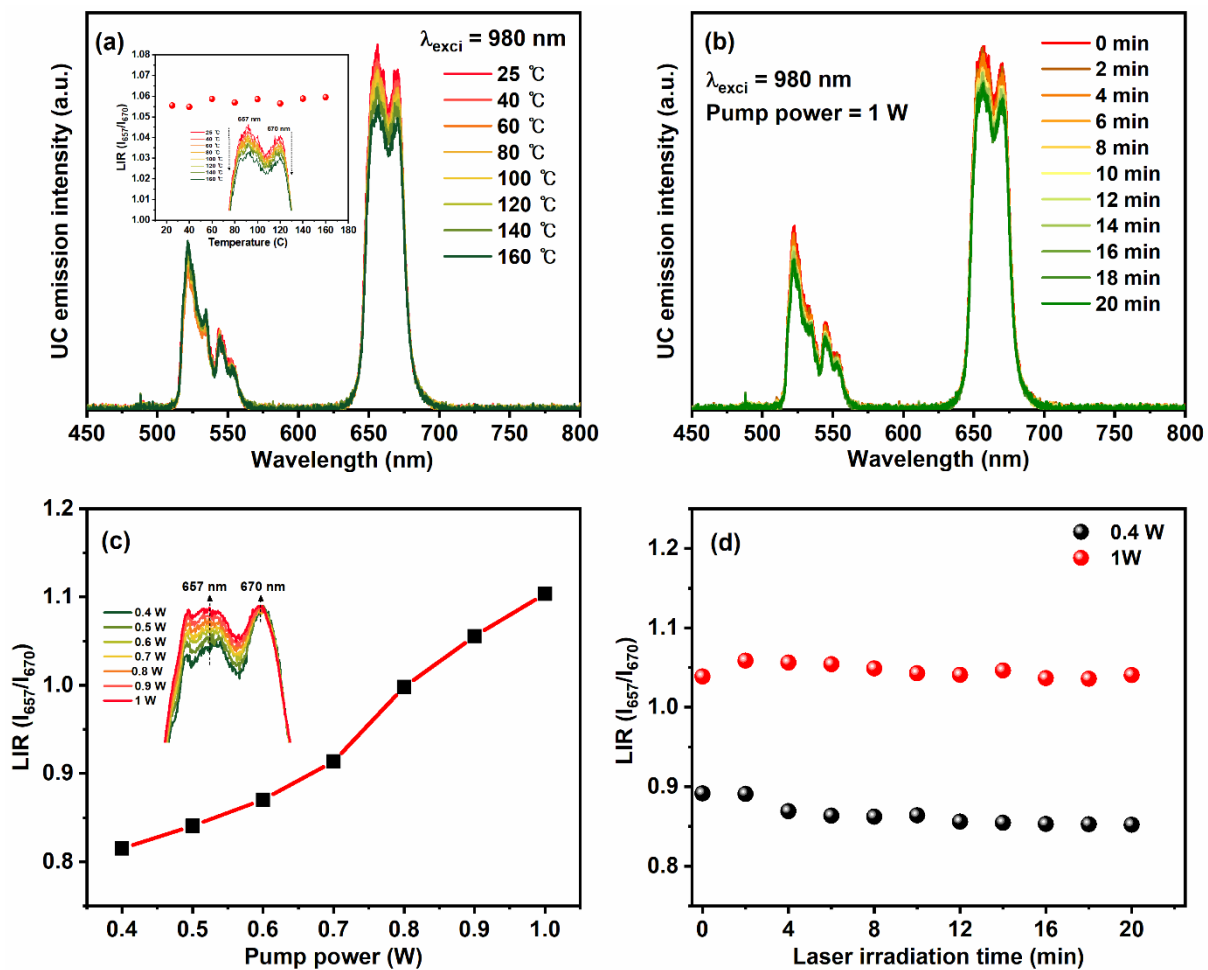 (a)
λexci = 980 nm
25 ℃
40 ℃
60 ℃
80 ℃
100 ℃
120 ℃
140 ℃
160 ℃
UC emission intensity (a.u.)
450 500 550 600 650 700 750 800
Wavelength (nm)
LIR (I657/I670)
1.08
1.07
1.06
1.05
1.04
1.03
1.02
1.01
1.00
657 nm
670 nm
25 ℃
40 ℃
60 ℃
80 ℃
100 ℃
120 ℃
140 ℃
160 ℃
20 40 60 80 100 120 140 160 180
Temperature (C)
(b)
λexci = 980 nm
Pump power = 1 W
0 min
2 min
4 min
6 min
8 min
10 min
12 min
14 min
16 min
18 min
20 min
UC emission intensity (a.u.)
450 500 550 600 650 700 750 800
Wavelength (nm)
(c)
LIR (I657/I670)
1.2
1.1
1.0
0.9
0.8
657 nm
670 nm
0.4 W
0.5 W
0.6 W
0.7 W
0.8 W
0.9 W
1 W
0.4 0.5 0.6 0.7 0.8 0.9 1.0
Pump power (W)
(d)
0.4 W
1W
LIR (I657/I670)
1.2
1.1
1.0
0.9
0.8
0 4 8 12 16 20
Laser irradiation time (min)